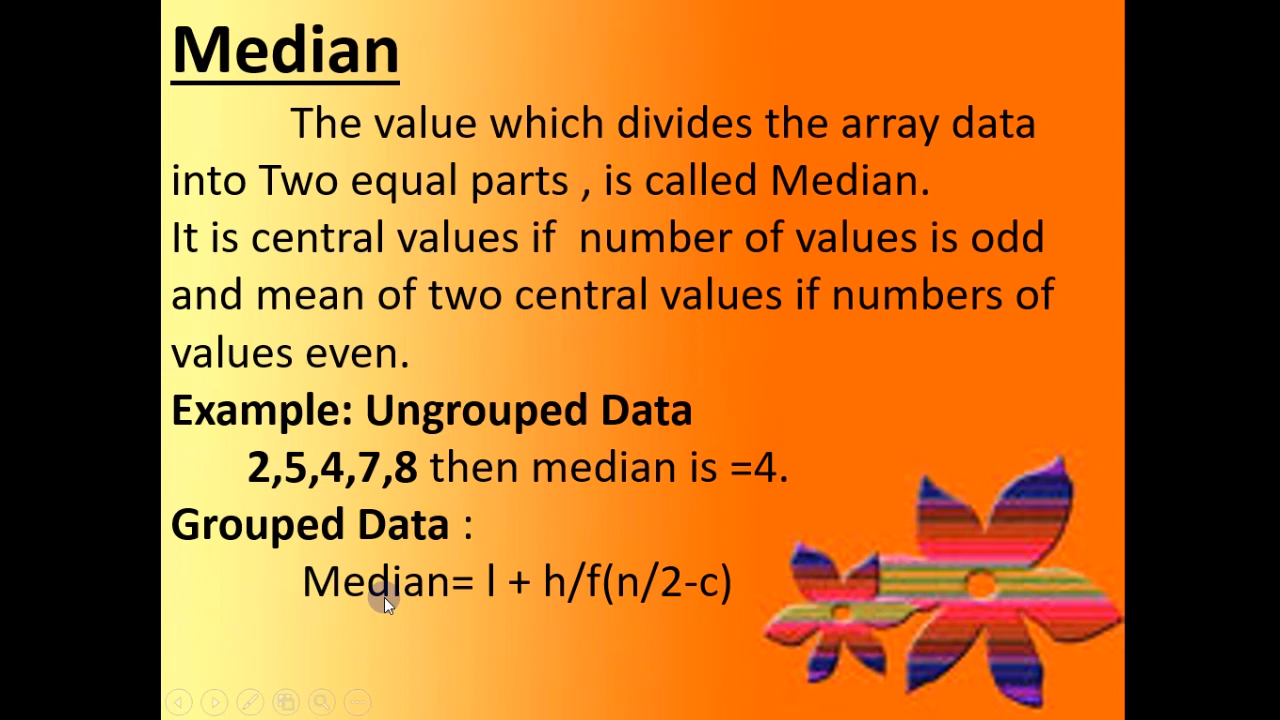 Median
The value which divides the array data
into Two equal parts , is called Median.
It is central values if  number of values is odd
and mean of two central values if numbers of
values even.
Example: Ungrouped Data
2,5,4,7,8 then median is =4.
Grouped Data :
Median= l + h/f(n/2-c)